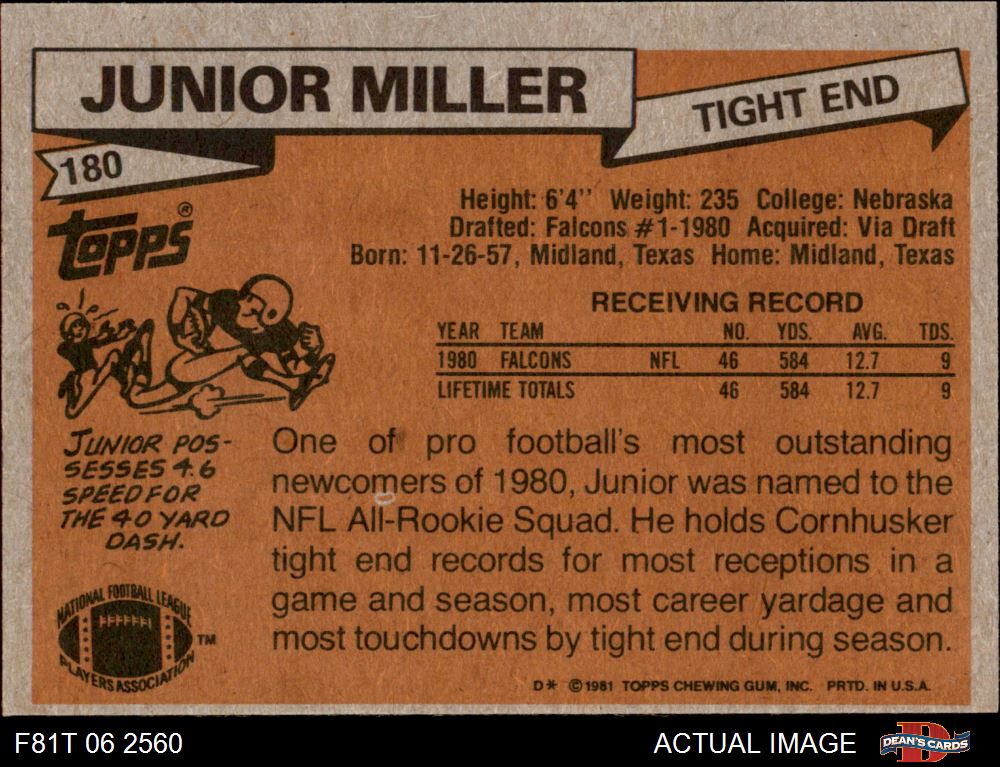 JUNIOR MILLER
TIGHT END
180
TOPPS®
Height: 6'4'' Weight: 235 College: Nebraska
Drafted: Falcons #1-1980 Acquired: Via Draft
Born: 11-26-57, Midland, Texas Home: Midland, Texas
RECEIVING RECORD
YEAR TEAM NO. YDS. AVG. TDS.
1980 FALCONS NFL 46 584 12.7 9
LIFETIME TOTALS 46 584 12.7 9
JUNIOR POS-
SESSES 4.6
SPEED FOR
THE 40 YARD
DASH.
One of pro football's most outstanding
newcomers of 1980, Junior was named to the
NFL All-Rookie Squad. He holds Cornhusker
tight end records for most receptions in a
game and season, most career yardage and
most touchdowns by tight end during season.
NATIONAL FOOTBALL LEAGUE
PLAYERS ASSOCIATION
TM
D* ©1981 TOPPS CHEWING GUM, INC. PRTD. IN U.S.A.
F81T 06 2560
ACTUAL IMAGE
D
DEAN'S CARDS